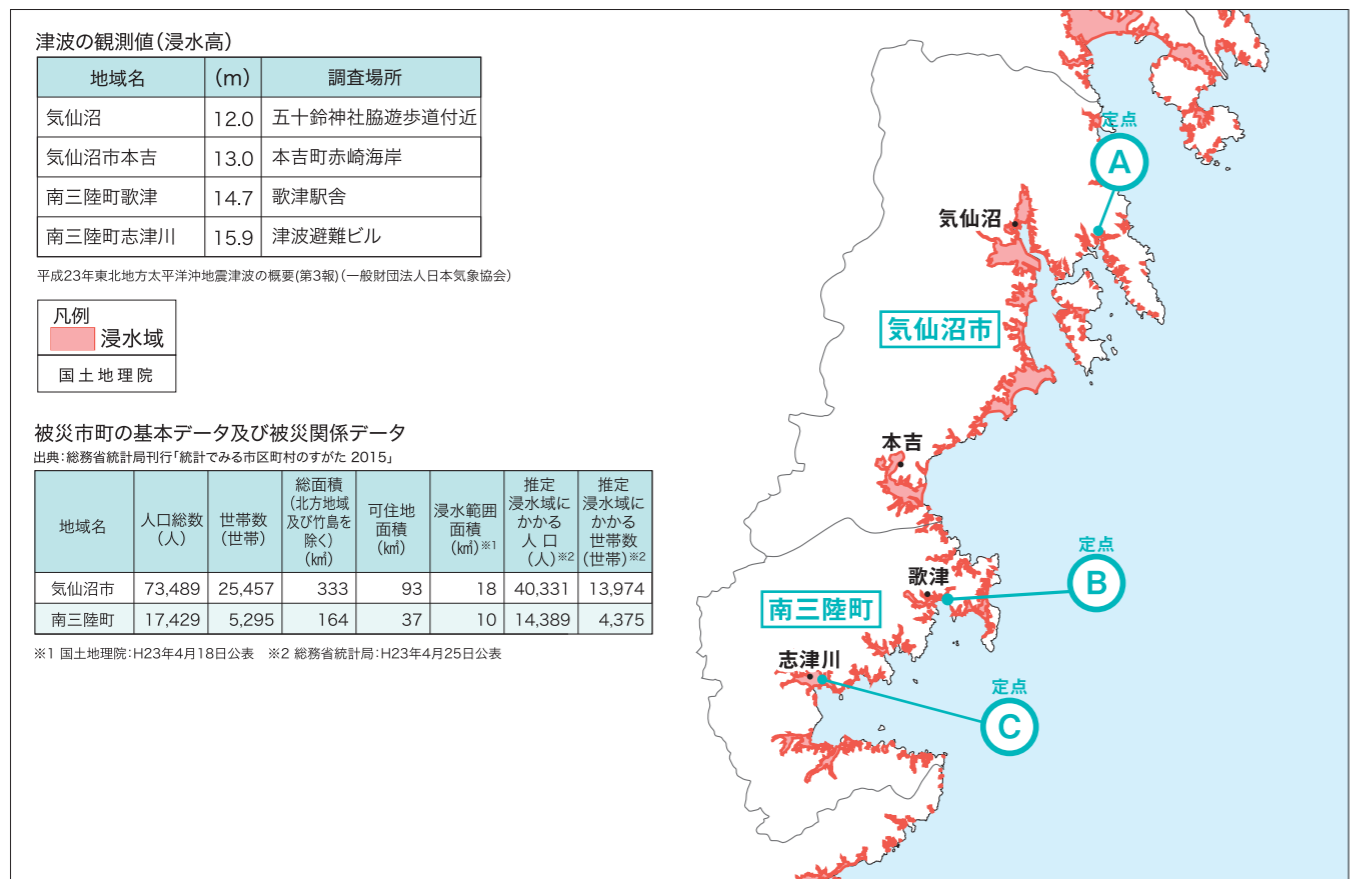 津波の観測値(浸水高)
地域名 (m) 調査場所
気仙沼 12.0 五十鈴神社脇遊歩道付近
気仙沼市本吉 13.0 本吉町赤崎海岸
南三陸町歌津 14.7 歌津駅舎
南三陸町志津川 15.9 津波避難ビル
平成23年東北地方太平洋沖地震津波の概要(第3報)(一般財団法人日本気象協会)
凡例
浸水域
国土地理院
被災市町の基本データ及び被災関係データ
出典:総務省統計局刊行「統計でみる市区町村のすがた 2015」
地域名
人口総数
(人)
世帯数
(世帯)
総面積
(北方地域
及び竹島を
除く)
(㎢)
可住地
面積
(㎢)
浸水範囲
面積
(㎢)※1
推定
浸水域に
かかる
人 口
(人)※2
推定
浸水域に
かかる
世帯数
(世帯)※2
気仙沼市 73,489 25,457 333 93 18 40,331 13,974
南三陸町 17,429 5,295 164 37 10 14,389 4,375
※1 国土地理院:H23年4月18日公表 ※2 総務省統計局:H23年4月25日公表
定点
A
気仙沼
気仙沼市
本吉
定点
B
歌津
南三陸町
志津川
定点
C